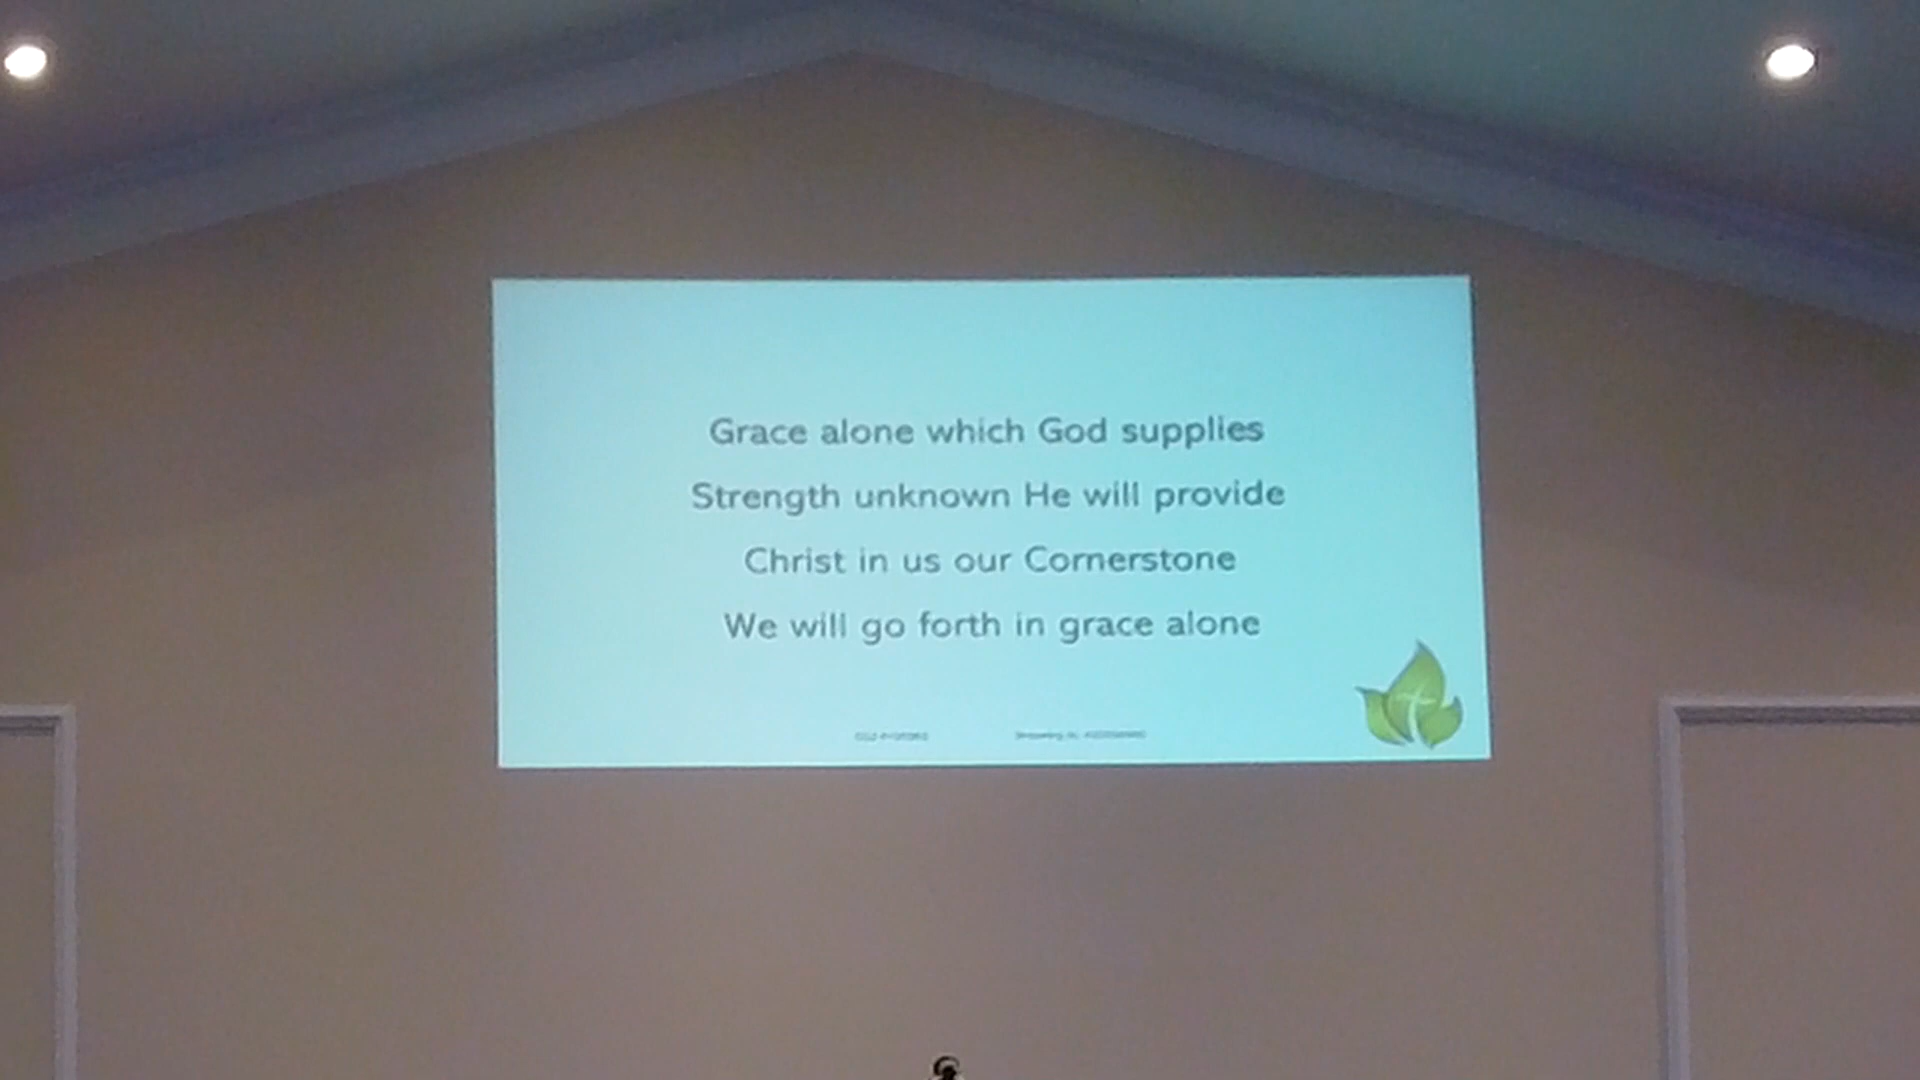 Grace alone which God supplies
Strength unknown He will provide
Christ in us our Cornerstone
We will go forth in grace alone